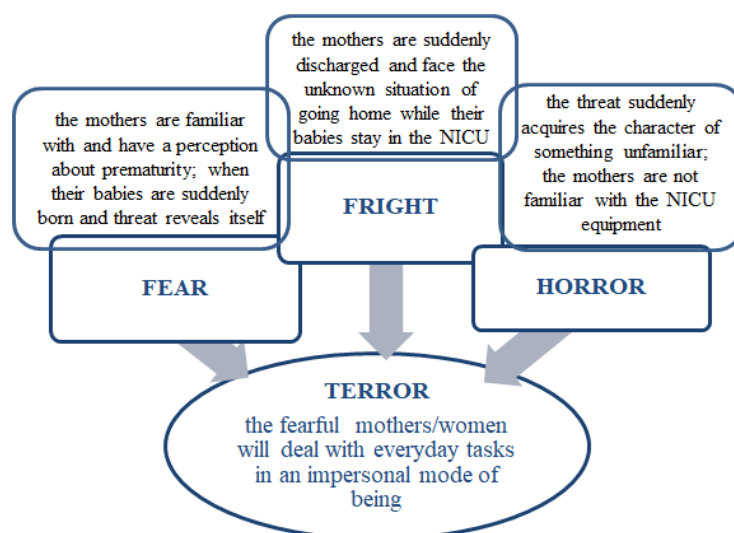 the mothers are familiar
with and have a perception
about prematurity; when
their babies are suddenly
born and threat reveals itself
FEAR
the mothers are suddenly
discharged and face the
unknown situation of
going home while their
babies stay in the NICU
FRIGHT
the threat suddenly
acquires the character of
something unfamiliar;
the mothers are not
familiar with the NICU
equipment
HORROR
TERROR
the fearful mothers/women
will deal with everyday tasks
in an impersonal mode of
being